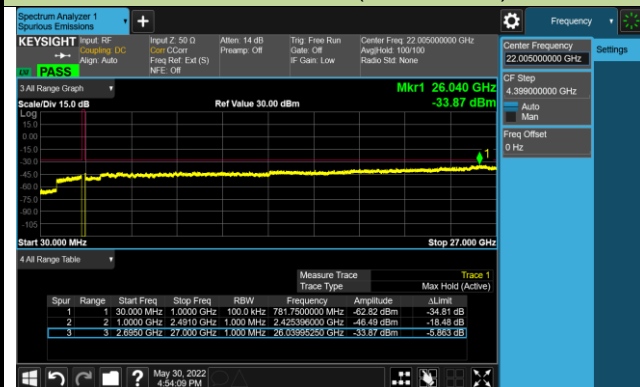 Spectrum Analyzer 1
Spurious Emissions
Frequency
KEYSIGHT
Input: RF
Coupling: DC
Align: Auto
Input Z: 50 Ω
Corr CCorr
Freq Ref: Ext (S)
NFE: Off
Atten: 14 dB
Preamp: Off
Trig: Free Run
Gate: Off
IF Gain: Low
Center Freq: 22.005000000 GHz
Avg|Hold: 100/100
Radio Std: None
PASS
3 All Range Graph
Mkr1 26.040 GHz
Scale/Div 15.0 dB
Ref Value 30.00 dBm
-33.87 dBm
Log
15.0
0.00
-15.0
-30.0
-45.0
-60.0
-75.0
-90.0
-105
1
Start 30.000 MHz
Stop 27.000 GHz
4 All Range Table
Measure Trace Trace 1
Trace Type Max Hold (Active)
Spur Range Start Freq Stop Freq RBW Frequency Amplitude ΔLimit
1 1 30.000 MHz 1.0000 GHz 100.0 kHz 781.7500000 MHz -62.82 dBm -34.81 dB
2 2 1.0000 GHz 2.4910 GHz 1.000 MHz 2.425396000 GHz -46.49 dBm -18.48 dB
3 3 2.6950 GHz 27.000 GHz 1.000 MHz 26.03995250 GHz -33.87 dBm -5.863 dB
May 30, 2022
4:54:09 PM
Center Frequency
22.005000000 GHz
Settings
CF Step
4.399000000 GHz
Auto
Man
Freq Offset
0 Hz